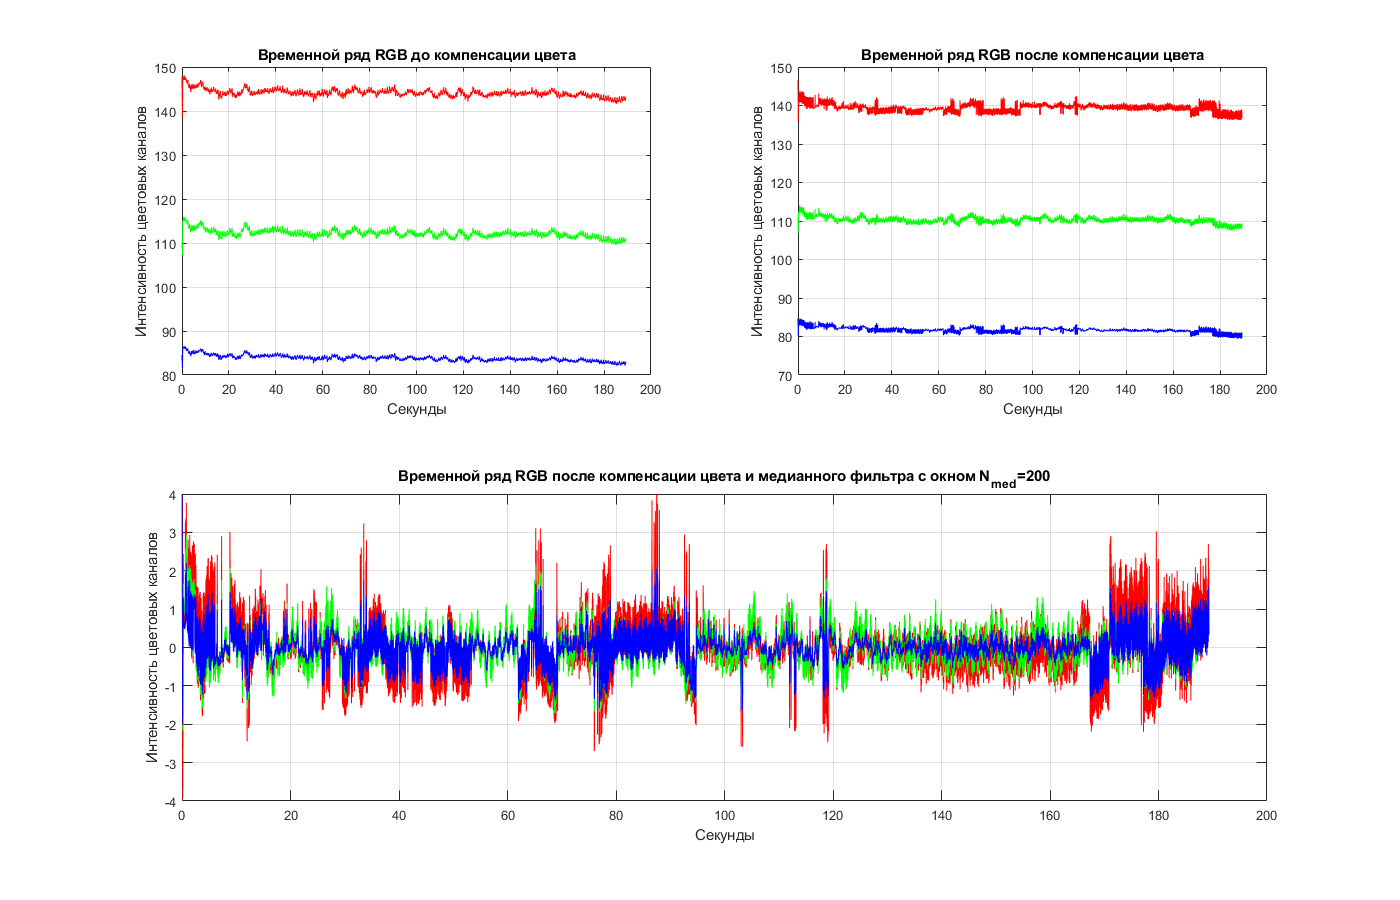 Временной ряд RGB до компенсации цвета
Интенсивность цветовых каналов
150
140
130
120
110
100
90
80
0 20 40 60 80 100 120 140 160 180 200
Секунды
Временной ряд RGB после компенсации цвета
Интенсивность цветовых каналов
150
140
130
120
110
100
90
80
70
0 20 40 60 80 100 120 140 160 180 200
Секунды
Временной ряд RGB после компенсации цвета и медианного фильтра с окном N_med=200
Интенсивность цветовых каналов
4
3
2
1
0
-1
-2
-3
-4
0 20 40 60 80 100 120 140 160 180 200
Секунды